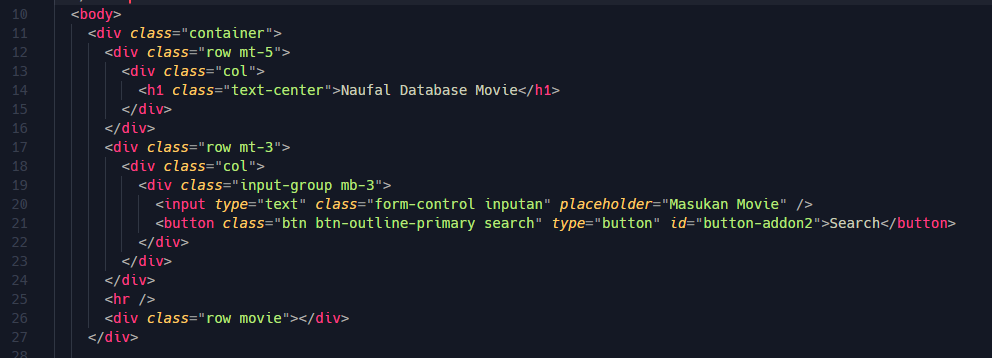 10 <body>
11 <div class="container">
12 <div class="row mt-5">
13 <div class="col">
14 <h1 class="text-center">Naufal Database Movie</h1>
15 </div>
16 </div>
17 <div class="row mt-3">
18 <div class="col">
19 <div class="input-group mb-3">
20 <input type="text" class="form-control inputan" placeholder="Masukan Movie" />
21 <button class="btn btn-outline-primary search" type="button" id="button-addon2">Search</button>
22 </div>
23 </div>
24 </div>
25 <hr />
26 <div class="row movie"></div>
27 </div>
28